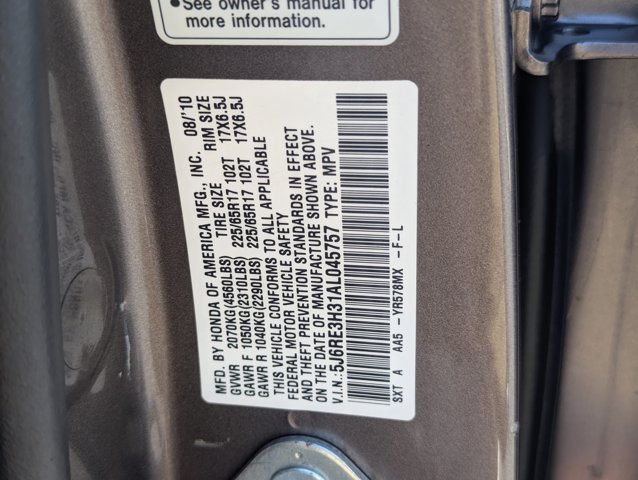 •See owner's manual for
more information.
MFD. BY HONDA OF AMERICA MFG., INC. 08/'10
TIRE SIZE RIM SIZE
GVWR 2070KG(4560LBS)
GAWR F 1050KG(2310LBS) 225/65R17 102T 17X6.5J
GAWR R 1040KG(2290LBS) 225/65R17 102T 17X6.5J
THIS VEHICLE CONFORMS TO ALL APPLICABLE
FEDERAL MOTOR VEHICLE SAFETY
AND THEFT PREVENTION STANDARDS IN EFFECT
ON THE DATE OF MANUFACTURE SHOWN ABOVE.
V.I.N.:5J6RE3H31AL045757 TYPE: MPV
SXT A AA5 -YR578MX -F-L